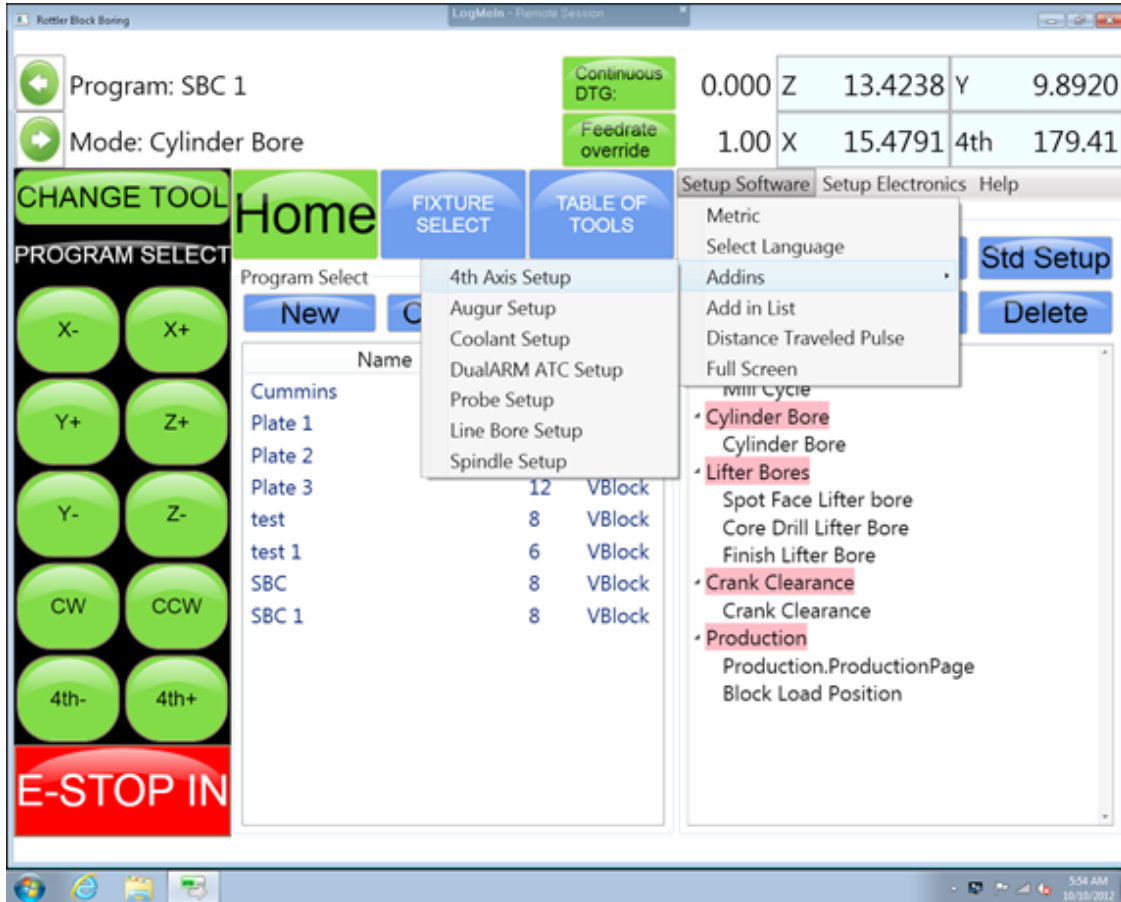 Rottler Block Boring
LogMeIn - Remote Session
Program: SBC 1
Continuous DTG:
0.000 Z 13.4238 Y 9.8920
Mode: Cylinder Bore
Feedrate override
1.00 X 15.4791 4th 179.41
CHANGE TOOL
PROGRAM SELECT
X- X+
Y+ Z+
Y- Z-
CW CCW
4th- 4th+
E-STOP IN
Home
FIXTURE SELECT
TABLE OF TOOLS
Setup Software Setup Electronics Help
Metric
Select Language
Addins
Add in List
Distance Traveled Pulse
Full Screen
4th Axis Setup
Augur Setup
Coolant Setup
DualARM ATC Setup
Probe Setup
Line Bore Setup
Spindle Setup
Std Setup
Delete
Program Select
New
Name
Cummins
Plate 1
Plate 2
Plate 3 12 VBlock
test 8 VBlock
test 1 6 VBlock
SBC 8 VBlock
SBC 1 8 VBlock
Mill Cycle
Cylinder Bore
Cylinder Bore
Lifter Bores
Spot Face Lifter bore
Core Drill Lifter Bore
Finish Lifter Bore
Crank Clearance
Crank Clearance
Production
Production.ProductionPage
Block Load Position
5:54 AM
10/10/2012